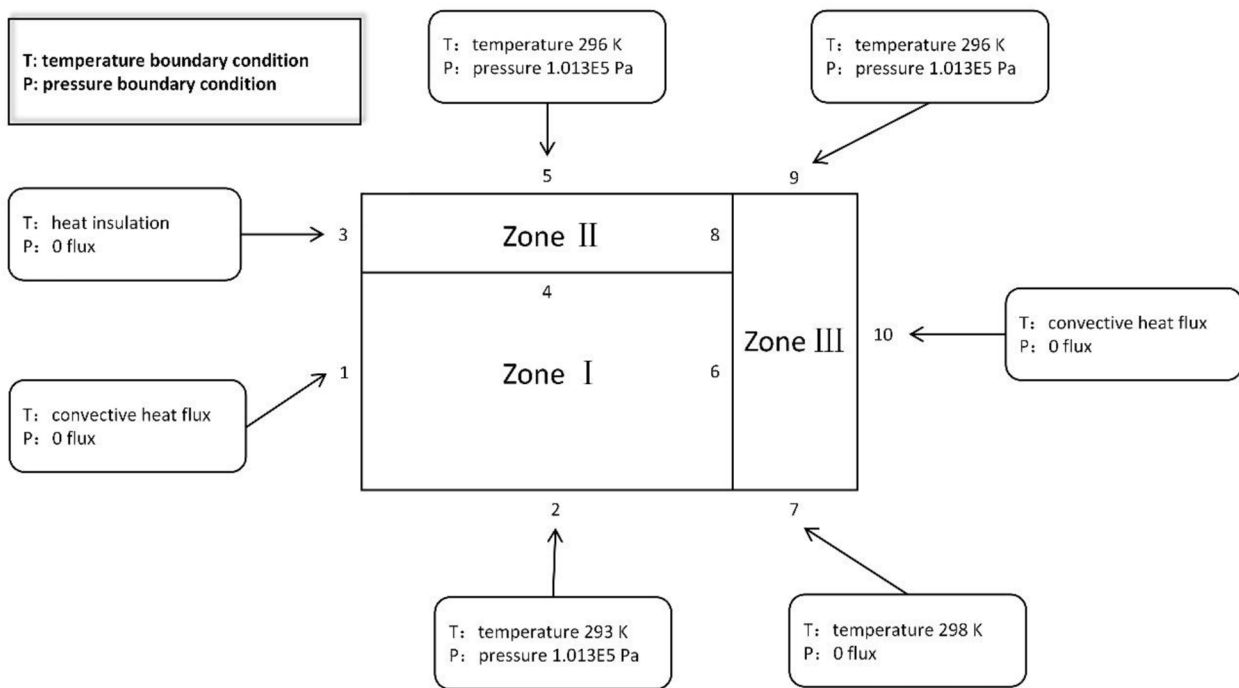 T: temperature boundary condition
P: pressure boundary condition
T: temperature 296 K
P: pressure 1.013E5 Pa
T: temperature 296 K
P: pressure 1.013E5 Pa
5
9
T: heat insulation
P: 0 flux
3
Zone Ⅱ
8
4
Zone Ⅲ
10
T: convective heat flux
P: 0 flux
1
Zone Ⅰ
6
T: convective heat flux
P: 0 flux
2
7
T: temperature 293 K
P: pressure 1.013E5 Pa
T: temperature 298 K
P: 0 flux